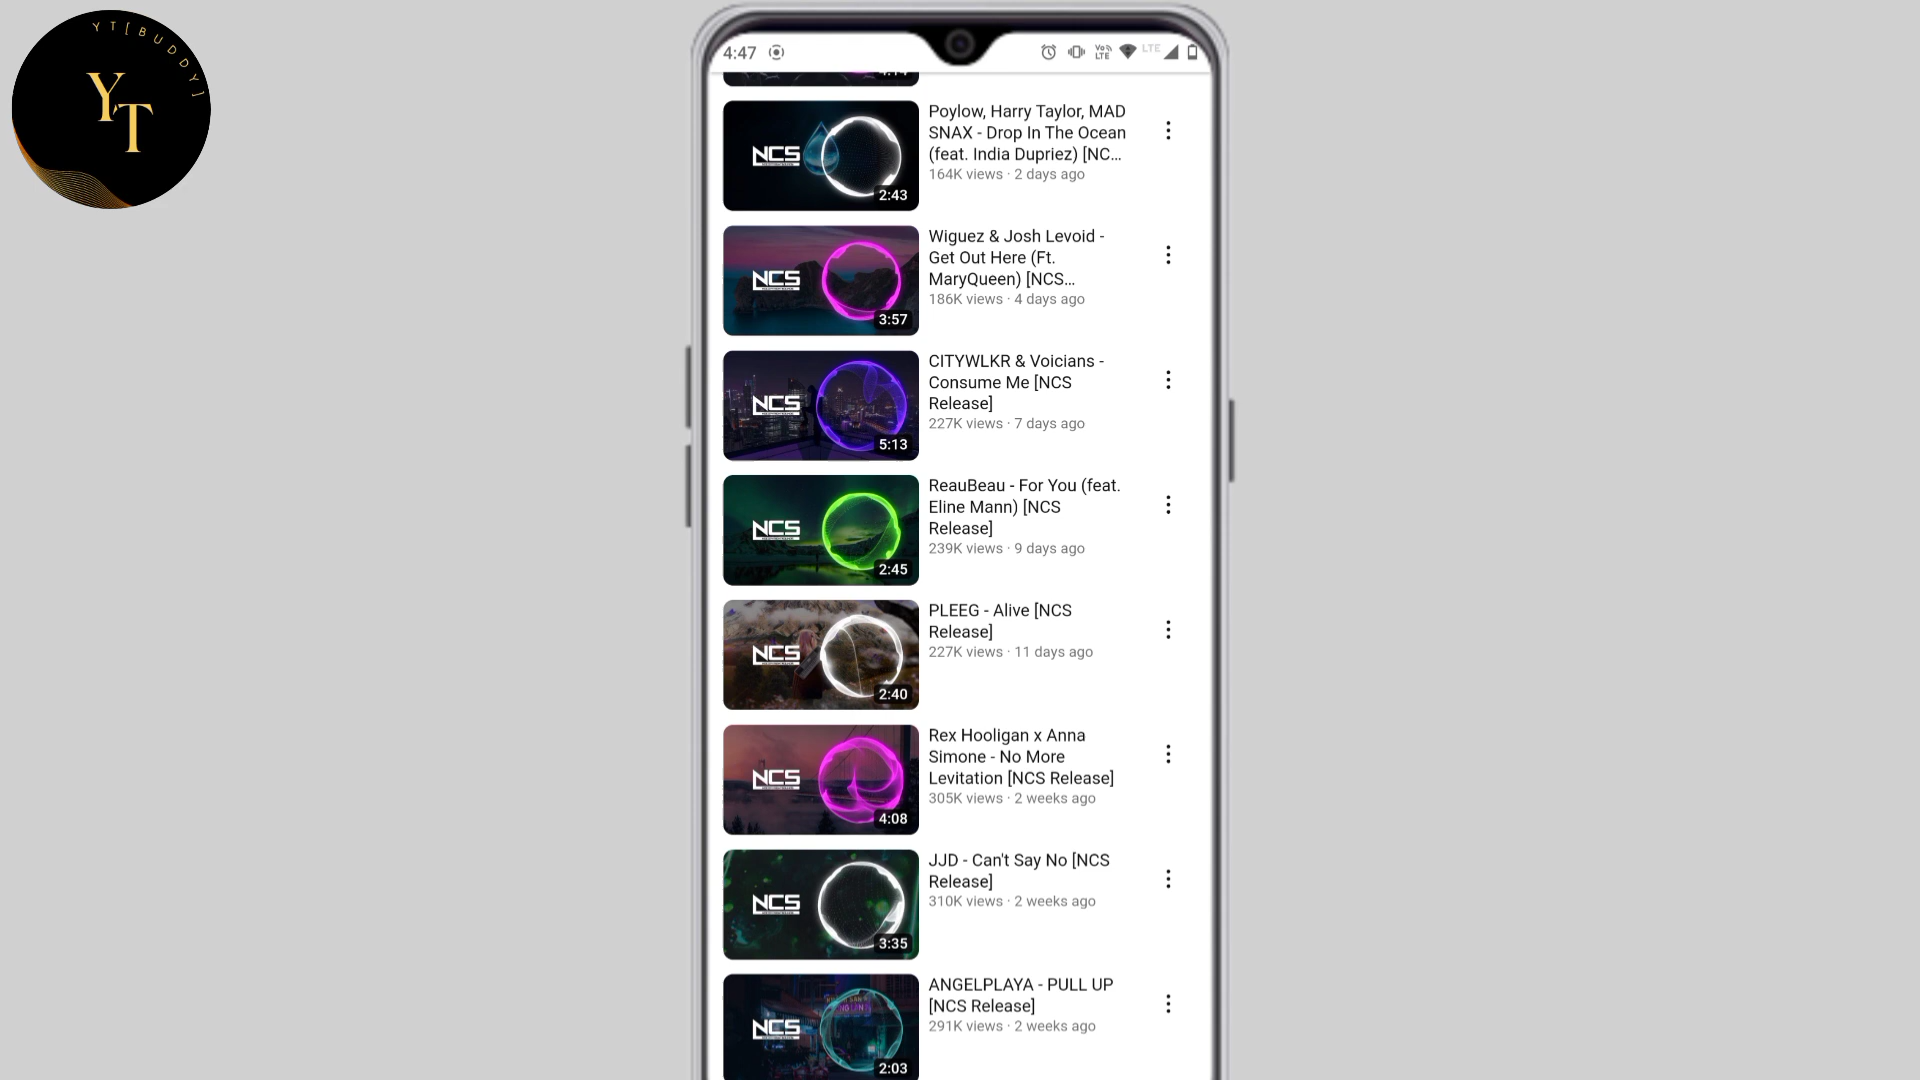 YT[BUDDY]
YT
4:47
Vo))
LTE
LTE
4:14
Poylow, Harry Taylor, MAD
SNAX - Drop In The Ocean
(feat. India Dupriez) [NC...
164K views · 2 days ago
NCS
2:43
Wiguez & Josh Levoid -
Get Out Here (Ft.
MaryQueen) [NCS...
186K views · 4 days ago
NCS
3:57
CITYWLKR & Voicians -
Consume Me [NCS
Release]
227K views · 7 days ago
NCS
5:13
ReauBeau - For You (feat.
Eline Mann) [NCS
Release]
239K views · 9 days ago
NCS
2:45
PLEEG - Alive [NCS
Release]
227K views · 11 days ago
NCS
2:40
Rex Hooligan x Anna
Simone - No More
Levitation [NCS Release]
305K views · 2 weeks ago
NCS
4:08
JJD - Can't Say No [NCS
Release]
310K views · 2 weeks ago
NCS
3:35
ANGELPLAYA - PULL UP
[NCS Release]
291K views · 2 weeks ago
NCS
2:03